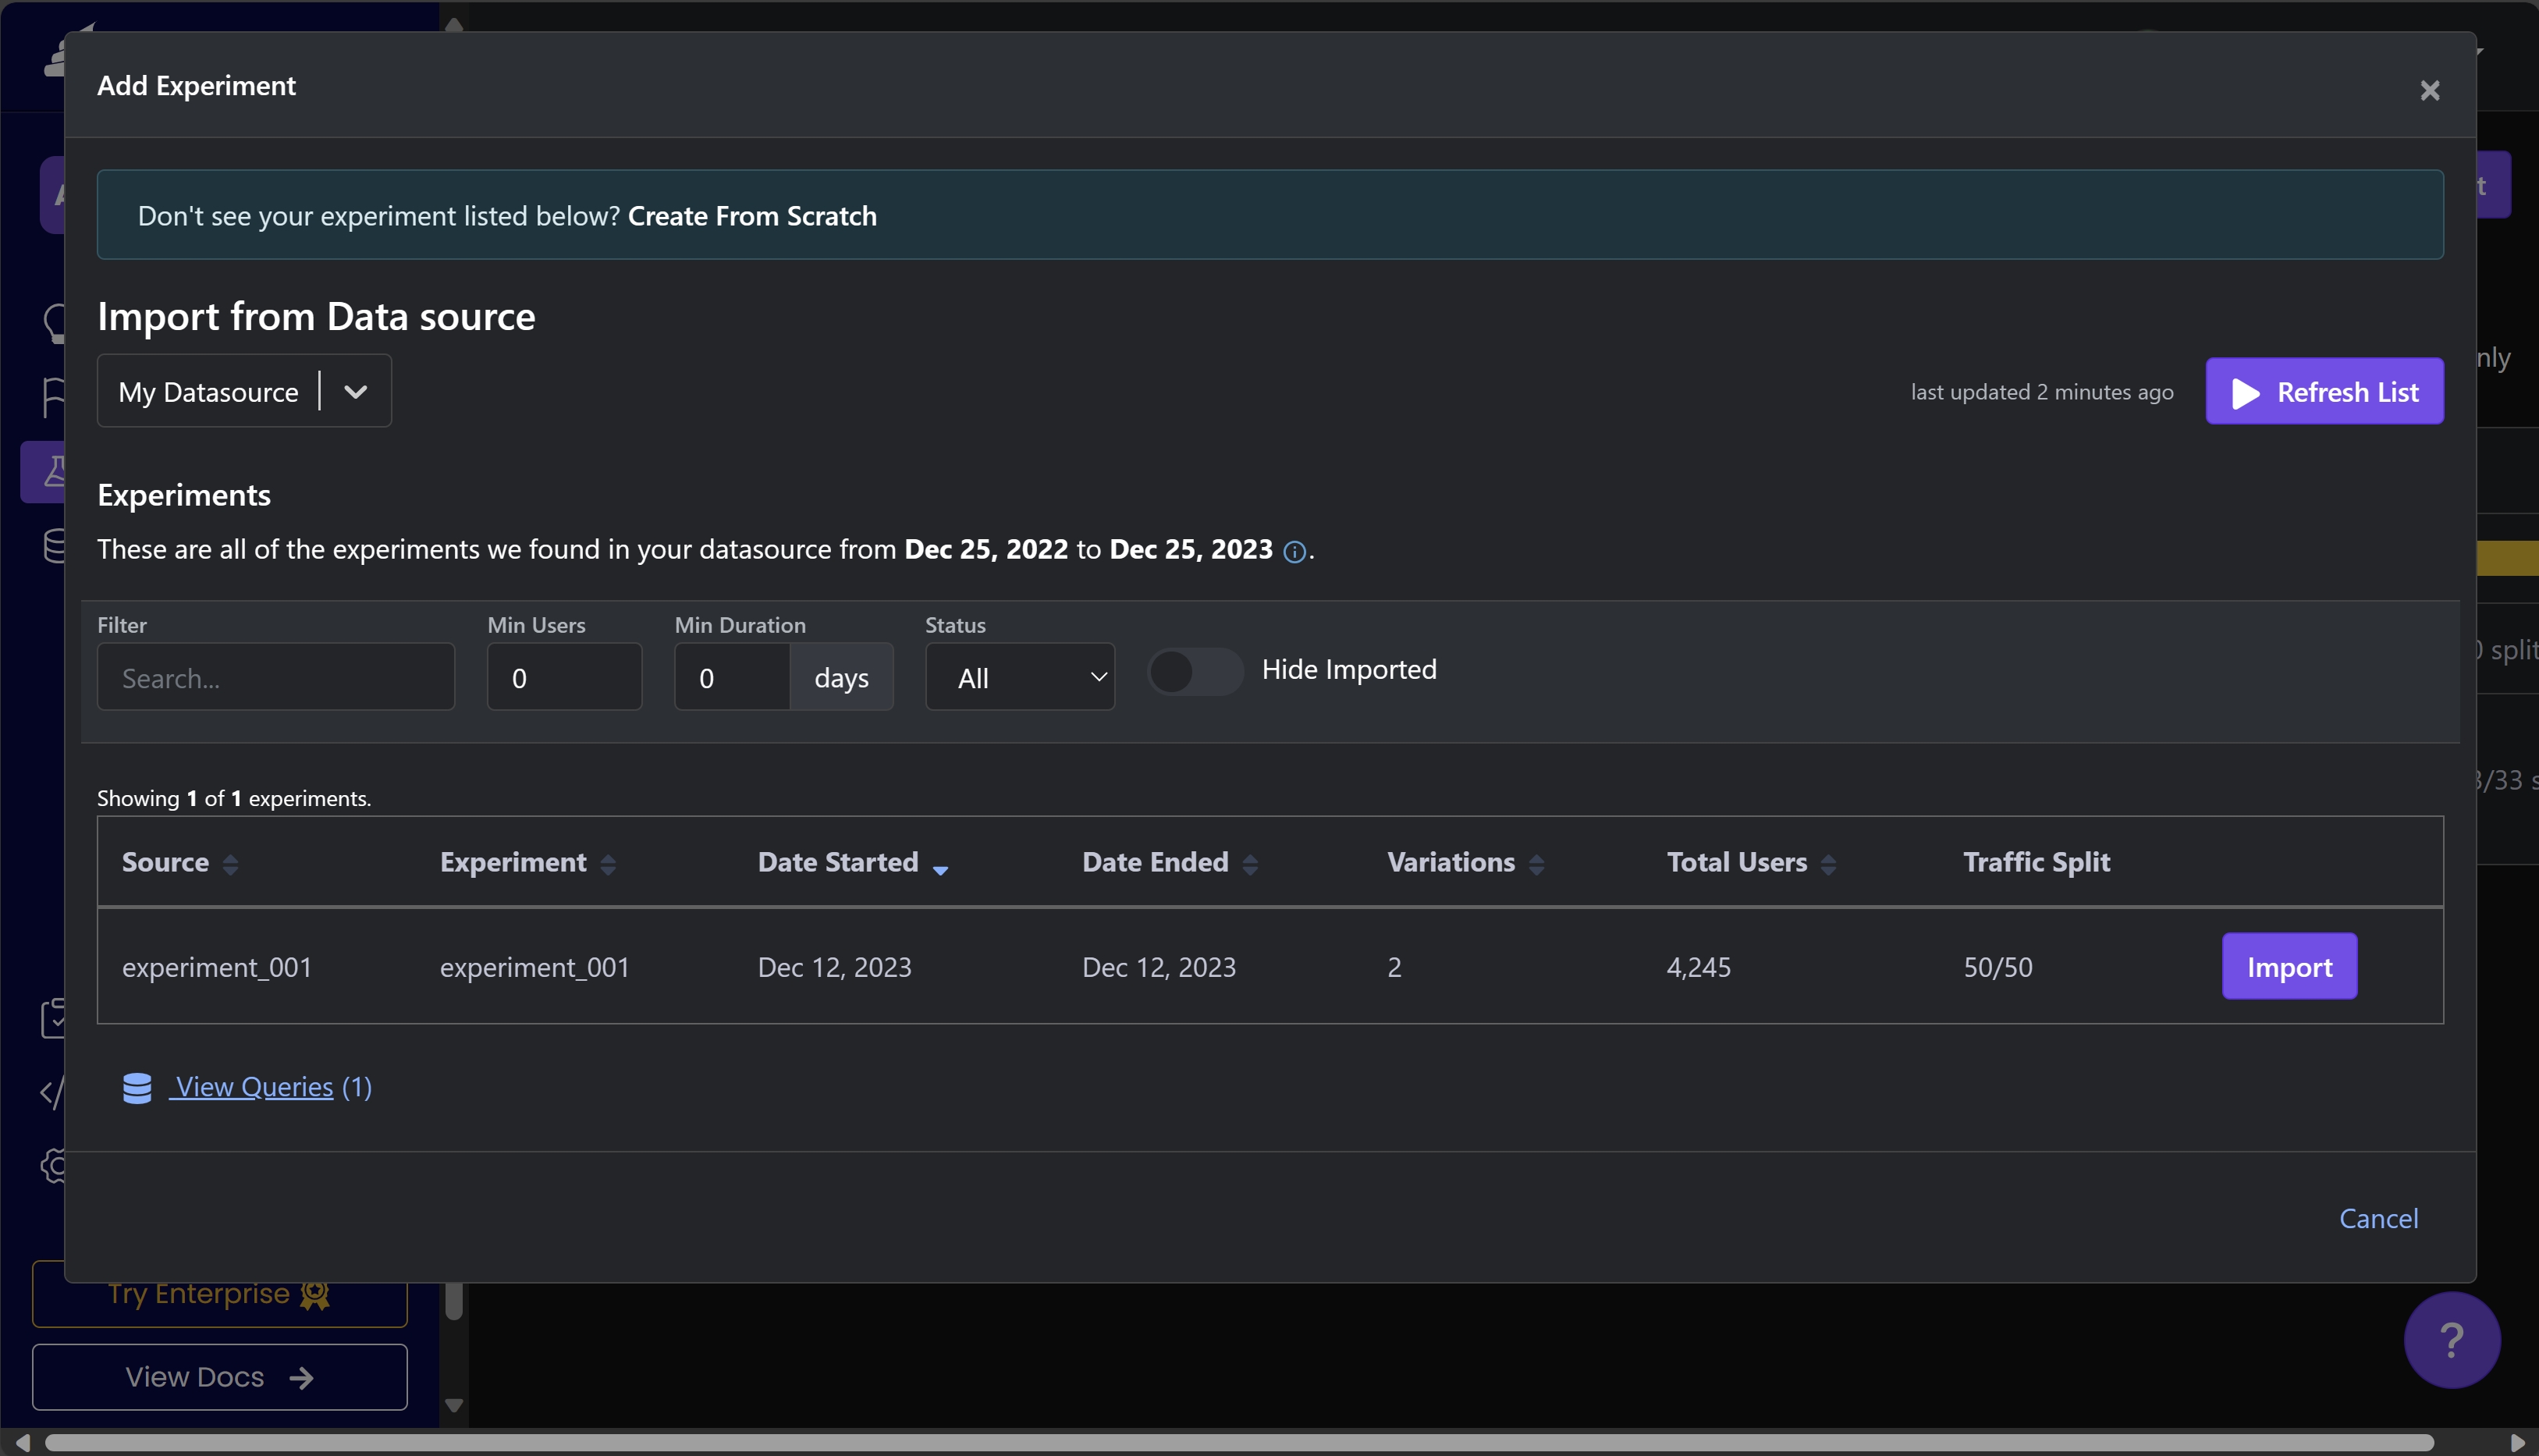 Add Experiment
Don't see your experiment listed below? Create From Scratch
Import from Data source
My Datasource
last updated 2 minutes ago
Refresh List
nly
Experiments
These are all of the experiments we found in your datasource from Dec 25, 2022 to Dec 25, 2023.
Filter Min Users Min Duration Status
Search... 0 0 days All Hide Imported
split
/33 s
Showing 1 of 1 experiments.
Source Experiment Date Started Date Ended Variations Total Users Traffic Split
experiment_001 experiment_001 Dec 12, 2023 Dec 12, 2023 2 4,245 50/50 Import
View Queries (1)
Cancel
Try Enterprise
View Docs
?